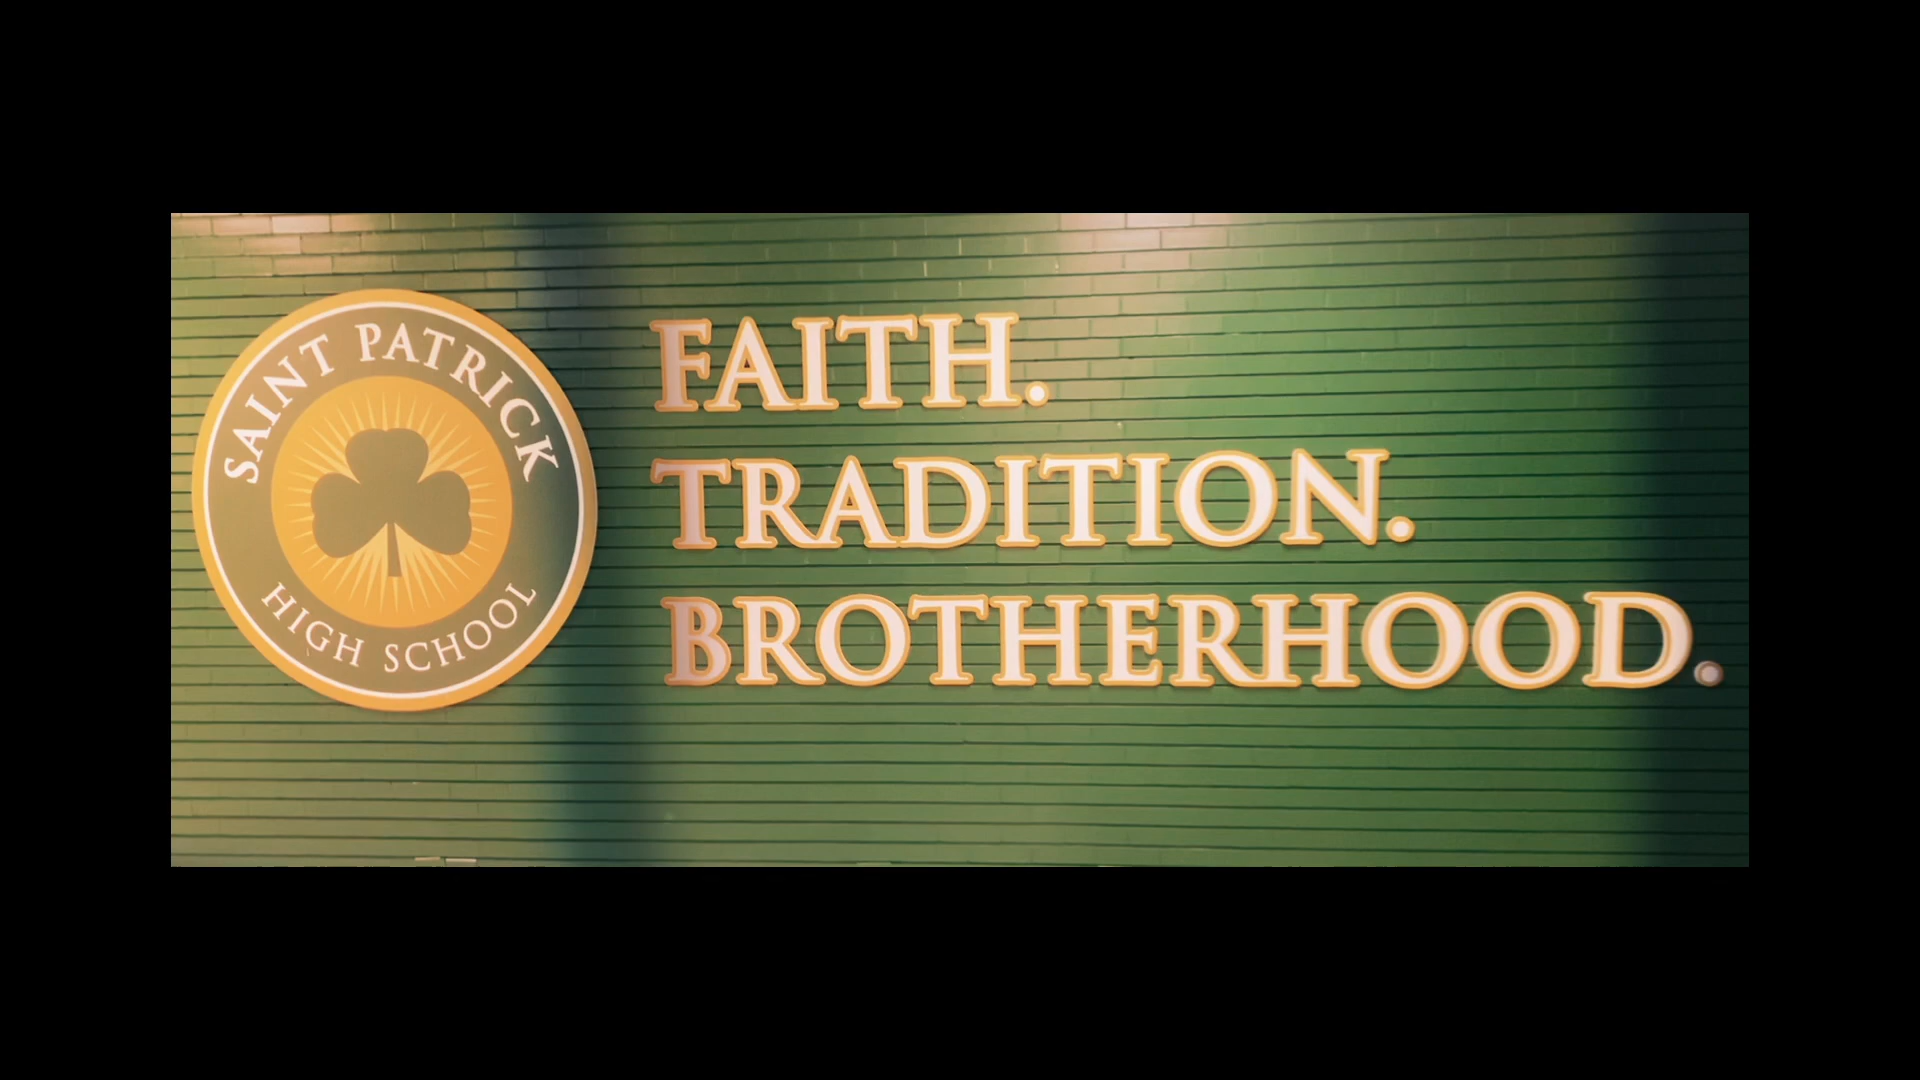 SAINT PATRICK
HIGH SCHOOL
FAITH.
TRADITION.
BROTHERHOOD.